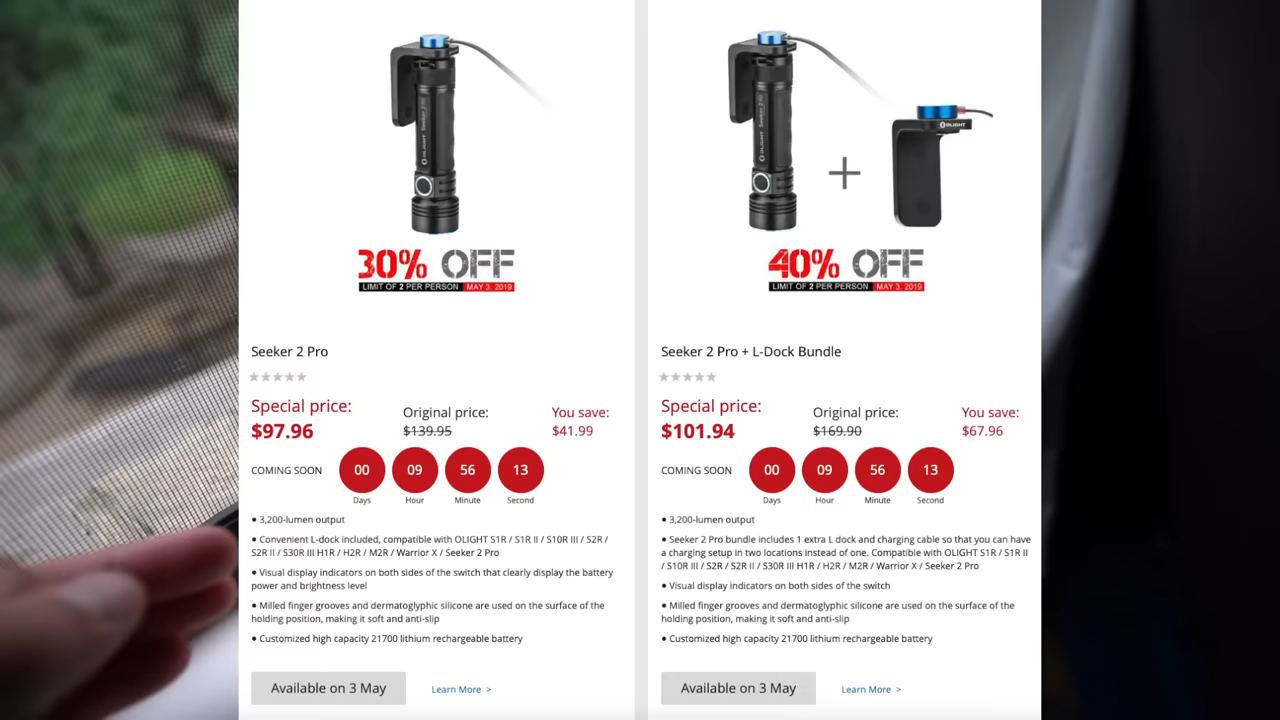 30% OFF
LIMIT OF 2 PER PERSON MAY 3, 2019
Seeker 2 Pro
Special price:
Original price:
You save:
$97.96
$139.95
$41.99
COMING SOON
00
09
56
13
Days
Hour
Minute
Second
• 3,200-lumen output
• Convenient L-dock included, compatible with OLIGHT S1R / S1R II / S10R III / S2R /
S2R II / S30R III H1R / H2R / M2R / Warrior X / Seeker 2 Pro
• Visual display indicators on both sides of the switch that clearly display the battery
power and brightness level
• Milled finger grooves and dermatoglyphic silicone are used on the surface of the
holding position, making it soft and anti-slip
• Customized high capacity 21700 lithium rechargeable battery
Available on 3 May
Learn More >
OLIGHT
+
40% OFF
LIMIT OF 2 PER PERSON MAY 3, 2019
Seeker 2 Pro + L-Dock Bundle
Special price:
Original price:
You save:
$101.94
$169.90
$67.96
COMING SOON
00
09
56
13
Days
Hour
Minute
Second
• 3,200-lumen output
• Seeker 2 Pro bundle includes 1 extra L dock and charging cable so that you can have
a charging setup in two locations instead of one. Compatible with OLIGHT S1R / S1R II
/ S10R III / S2R / S2R II / S30R III H1R / H2R / M2R / Warrior X / Seeker 2 Pro
• Visual display indicators on both sides of the switch
• Milled finger grooves and dermatoglyphic silicone are used on the surface of the
holding position, making it soft and anti-slip
• Customized high capacity 21700 lithium rechargeable battery
Available on 3 May
Learn More >